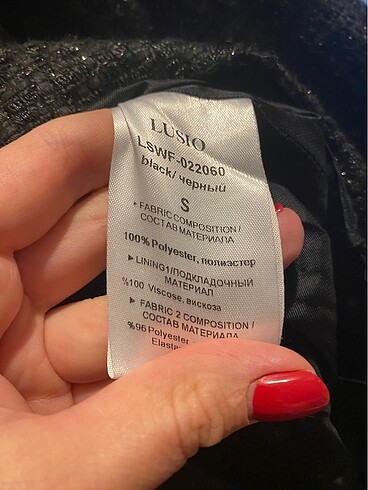 LUSIO
LSWF-022060
black/ черный
S
• FABRIC COMPOSITION /
СОСТАВ МАТЕРИАЛА
100% Polyester, полиэстер
► LINING1/ПОДКЛАДОЧНЫЙ
МАТЕРИАЛ
%100 Viscose, вискоза
► FABRIC 2 COMPOSITION /
СОСТАВ МАТЕРИАЛА
%96 Polyester,